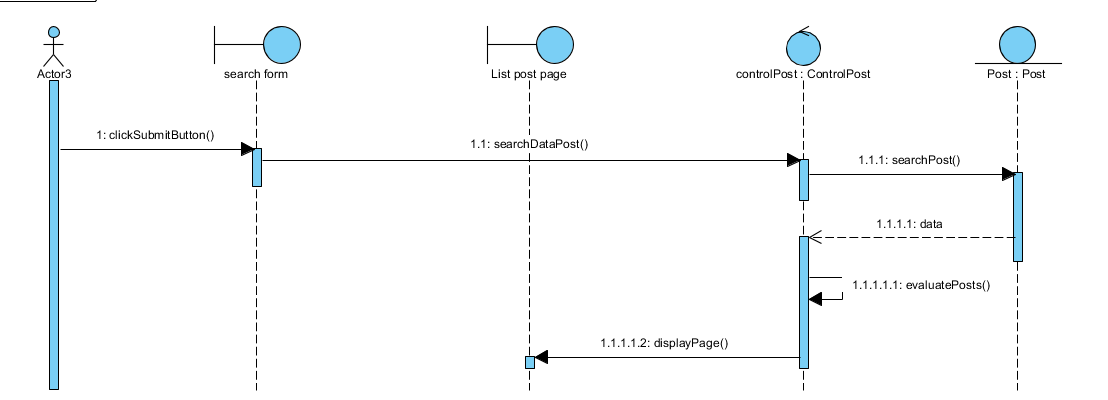 Actor3
search form
List post page
controlPost : ControlPost
Post : Post
1: clickSubmitButton()
1.1: searchDataPost()
1.1.1: searchPost()
1.1.1.1: data
1.1.1.1.1: evaluatePosts()
1.1.1.1.2: displayPage()